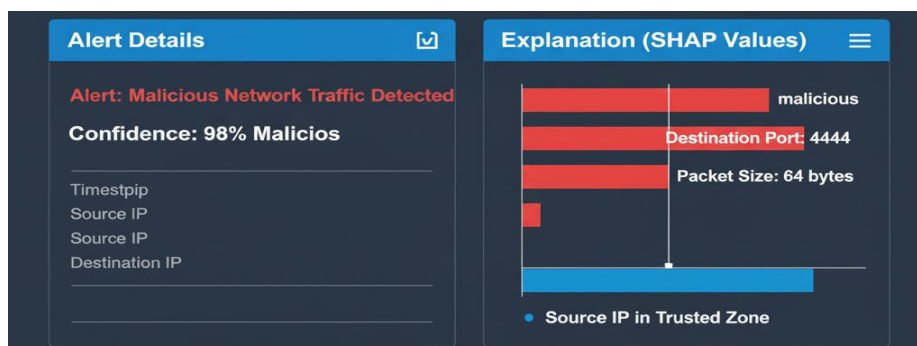 Alert Details
Alert: Malicious Network Traffic Detected
Confidence: 98% Malicios
Timestpip
Source IP
Source IP
Destination IP
Explanation (SHAP Values)
malicious
Destination Port: 4444
Packet Size: 64 bytes
Source IP in Trusted Zone